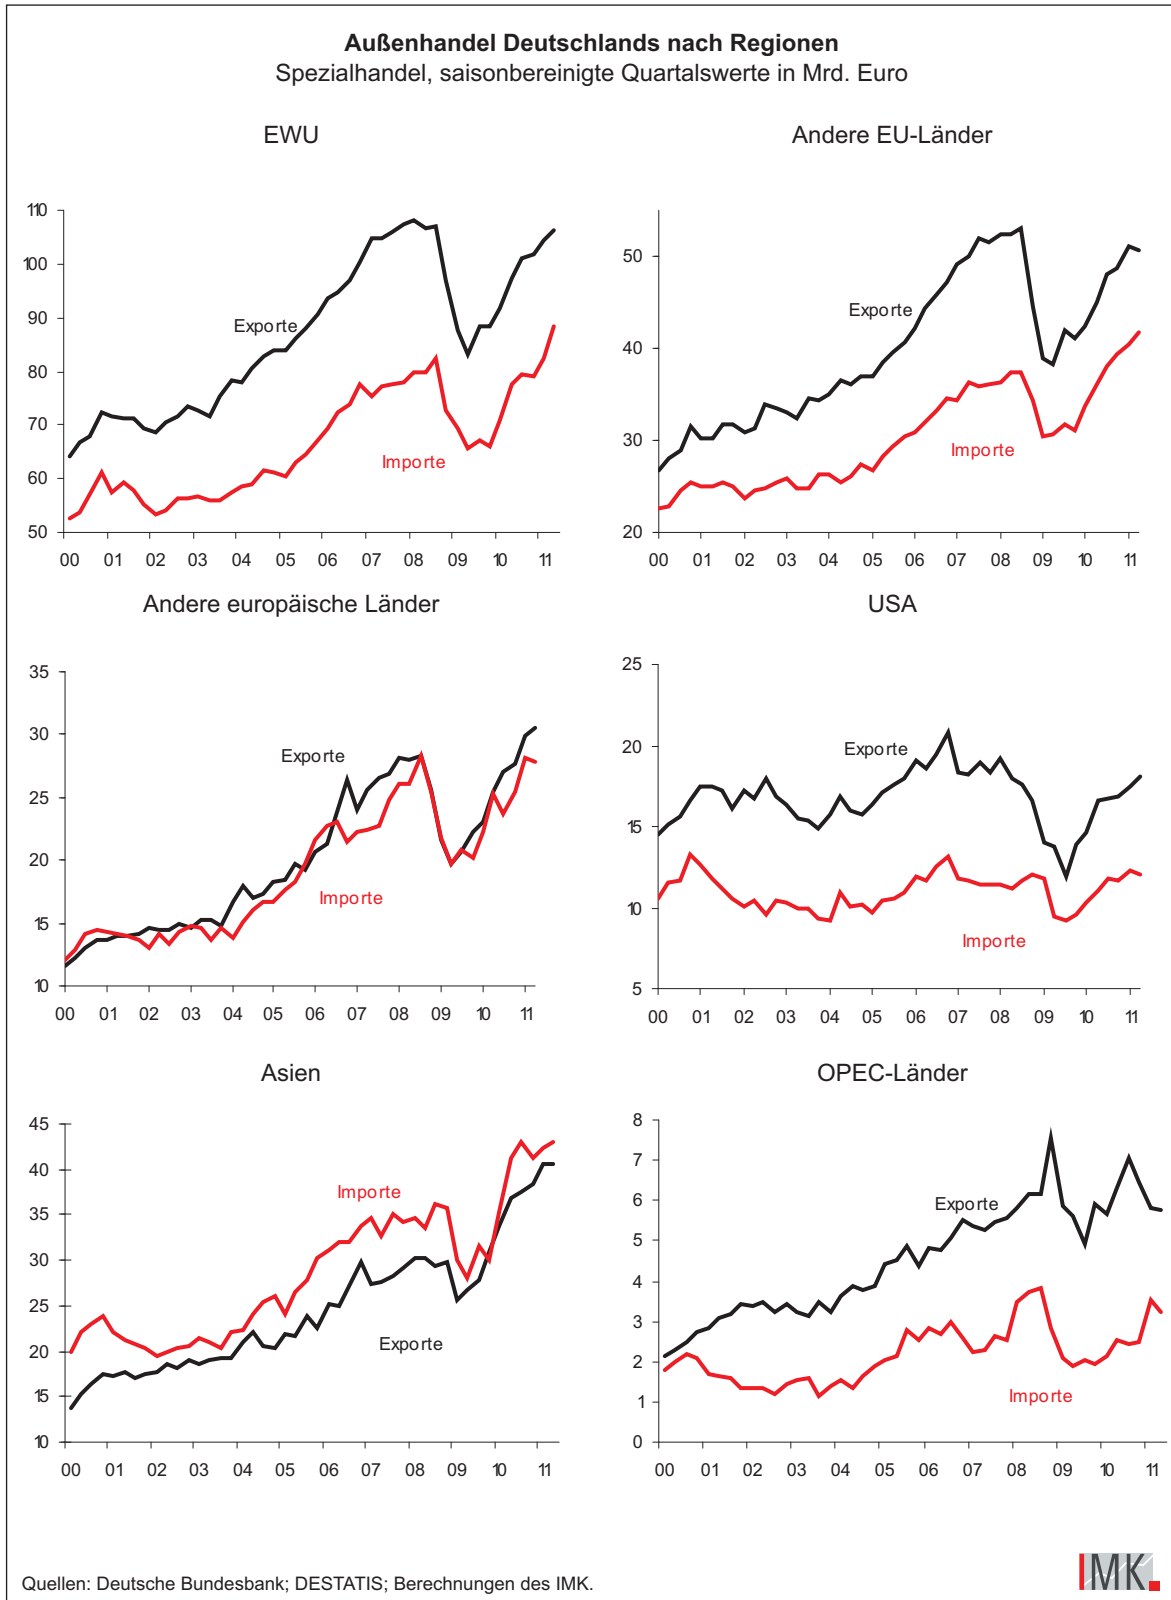 Außenhandel Deutschlands nach Regionen
Spezialhandel, saisonbereinigte Quartalswerte in Mrd. Euro
EWU
110
100
90
80
70
60
50
Exporte
Importe
00 01 02 03 04 05 06 07 08 09 10 11
Andere EU-Länder
50
40
30
20
Exporte
Importe
00 01 02 03 04 05 06 07 08 09 10 11
Andere europäische Länder
35
30
25
20
15
10
Exporte
Importe
00 01 02 03 04 05 06 07 08 09 10 11
USA
25
20
15
10
5
Exporte
Importe
00 01 02 03 04 05 06 07 08 09 10 11
Asien
45
40
35
30
25
20
15
10
Importe
Exporte
00 01 02 03 04 05 06 07 08 09 10 11
OPEC-Länder
8
7
6
5
4
3
2
1
0
Exporte
Importe
00 01 02 03 04 05 06 07 08 09 10 11
Quellen: Deutsche Bundesbank; DESTATIS; Berechnungen des IMK.
IMK